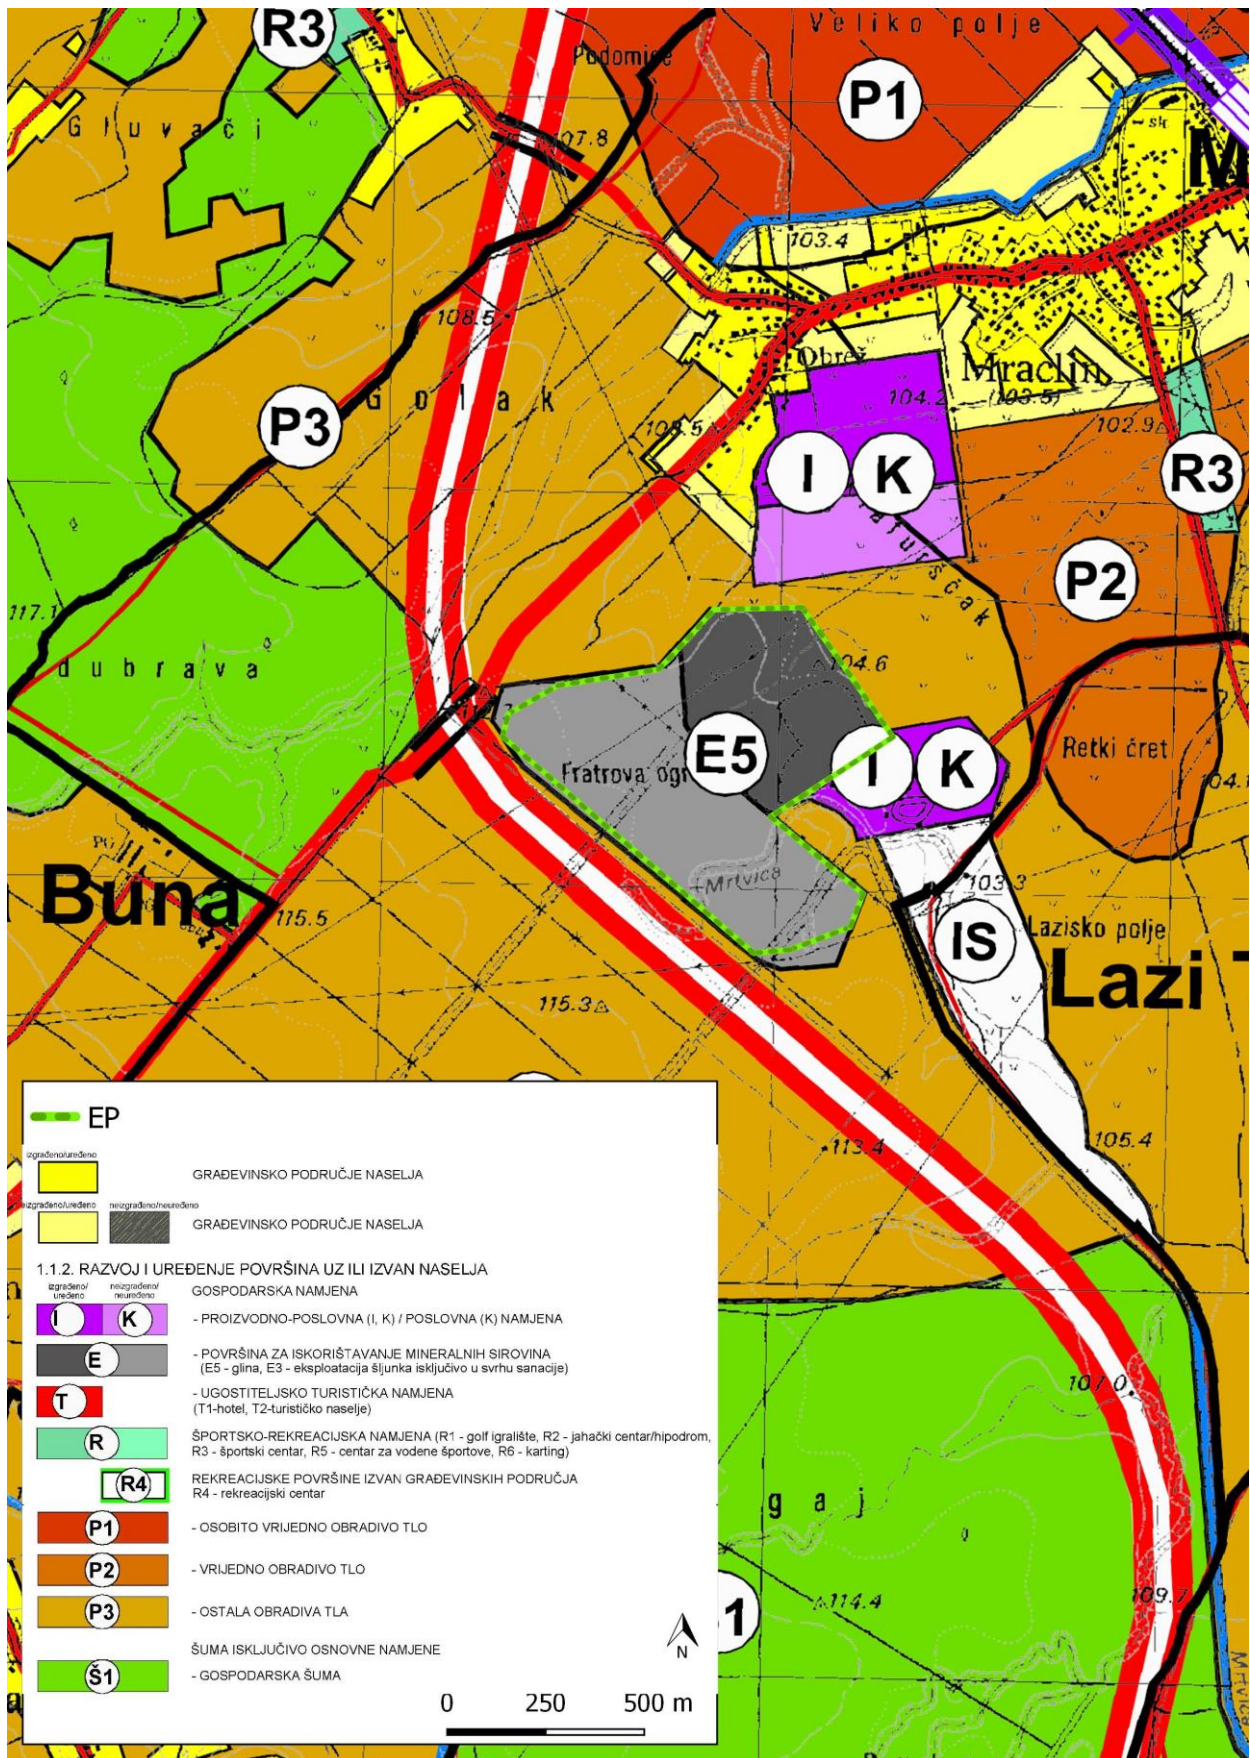 R3
Podomice
Veliko polje
P1
sk
M
Gluvači
107.8
103.4
108.5
Golak
P3
Obrež
Mraclin
104.2
(103.5)
108.5
102.9
I K
R3
P2
117.1
dubrava
104.6
E5
I K
Retki čret
Fratrova ogr
104.1
Mrtvica
103.3
Buna
115.5
IS
Lazisko polje
Lazi T
115.3
113.4
105.4
107.0
gaj
1
114.4
109.7
Mrtvica
EP
izgrađeno/uređeno
GRAĐEVINSKO PODRUČJE NASELJA
neizgrađeno/neuređeno
GRAĐEVINSKO PODRUČJE NASELJA
1.1.2. RAZVOJ I UREĐENJE POVRŠINA UZ ILI IZVAN NASELJA
izgrađeno/ uređeno
neizgrađeno/ neuređeno
GOSPODARSKA NAMJENA
I K - PROIZVODNO-POSLOVNA (I, K) / POSLOVNA (K) NAMJENA
E - POVRŠINA ZA ISKORIŠTAVANJE MINERALNIH SIROVINA
(E5 - glina, E3 - eksploatacija šljunka isključivo u svrhu sanacije)
T - UGOSTITELJSKO TURISTIČKA NAMJENA
(T1-hotel, T2-turističko naselje)
R ŠPORTSKO-REKREACIJSKA NAMJENA (R1 - golf igralište, R2 - jahački centar/hipodrom,
R3 - športski centar, R5 - centar za vodene športove, R6 - karting)
R4 REKREACIJSKE POVRŠINE IZVAN GRAĐEVINSKIH PODRUČJA
R4 - rekreacijski centar
P1 - OSOBITO VRIJEDNO OBRADIVO TLO
P2 - VRIJEDNO OBRADIVO TLO
P3 - OSTALA OBRADIVA TLA
ŠUMA ISKLJUČIVO OSNOVNE NAMJENE
Š1 - GOSPODARSKA ŠUMA
N
0 250 500 m